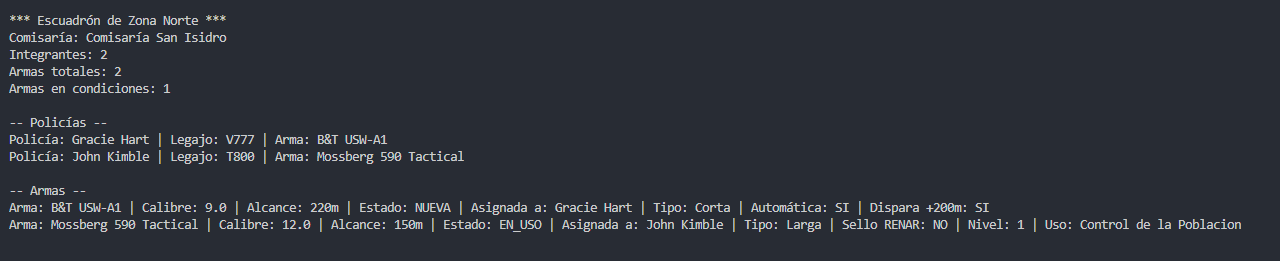 *** Escuadrón de Zona Norte ***
Comisaría: Comisaría San Isidro
Integrantes: 2
Armas totales: 2
Armas en condiciones: 1
-- Policías --
Policía: Gracie Hart | Legajo: V777 | Arma: B&T USW-A1
Policía: John Kimble | Legajo: T800 | Arma: Mossberg 590 Tactical
-- Armas --
Arma: B&T USW-A1 | Calibre: 9.0 | Alcance: 220m | Estado: NUEVA | Asignada a: Gracie Hart | Tipo: Corta | Automática: SI | Dispara +200m: SI
Arma: Mossberg 590 Tactical | Calibre: 12.0 | Alcance: 150m | Estado: EN_USO | Asignada a: John Kimble | Tipo: Larga | Sello RENAR: NO | Nivel: 1 | Uso: Control de la Poblacion